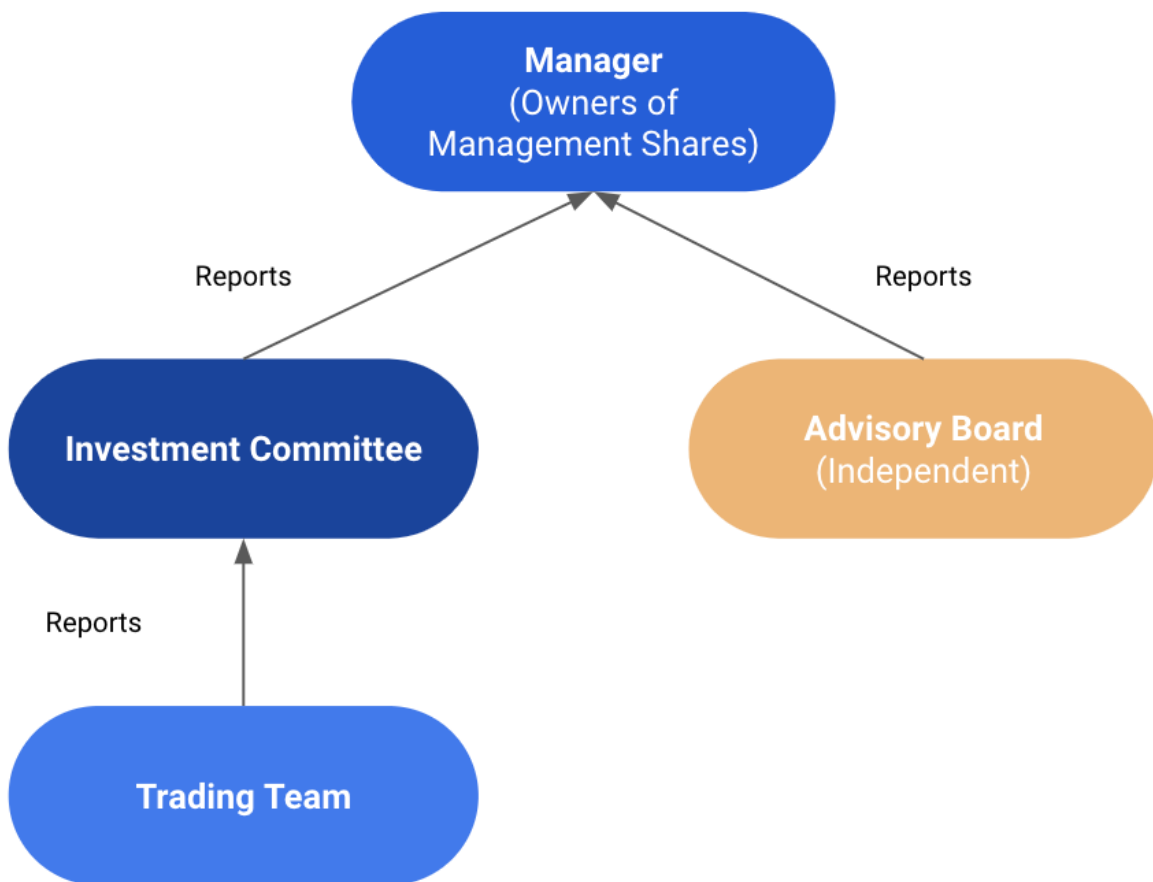 Manager
(Owners of
Management Shares)
Reports
Reports
Investment Committee
Advisory Board
(Independent)
Reports
Trading Team